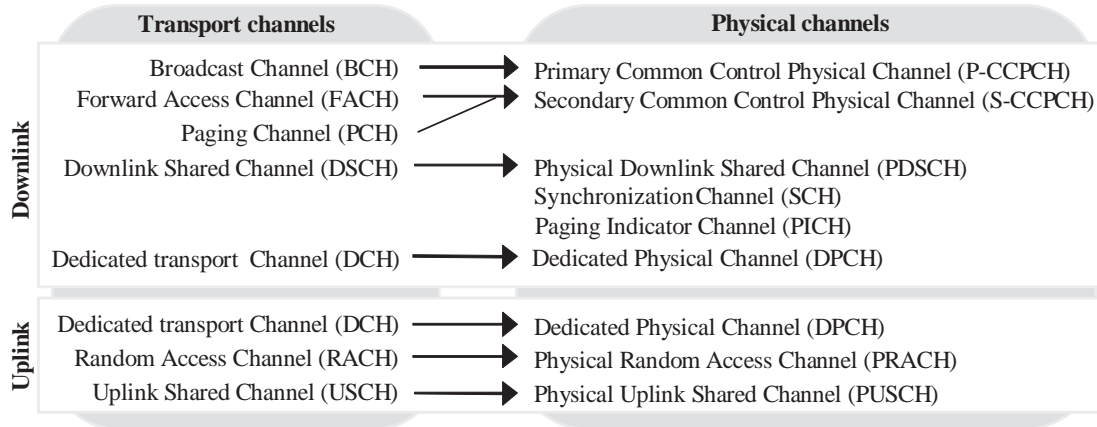 Transport channels Physical channels
Downlink
Broadcast Channel (BCH) Primary Common Control Physical Channel (P-CCPCH)
Forward Access Channel (FACH) Secondary Common Control Physical Channel (S-CCPCH)
Paging Channel (PCH)
Downlink Shared Channel (DSCH) Physical Downlink Shared Channel (PDSCH)
SynchronizationChannel (SCH)
Paging Indicator Channel (PICH)
Dedicated transport Channel (DCH) Dedicated Physical Channel (DPCH)
Uplink
Dedicated transport Channel (DCH) Dedicated Physical Channel (DPCH)
Random Access Channel (RACH) Physical Random Access Channel (PRACH)
Uplink Shared Channel (USCH) Physical Uplink Shared Channel (PUSCH)